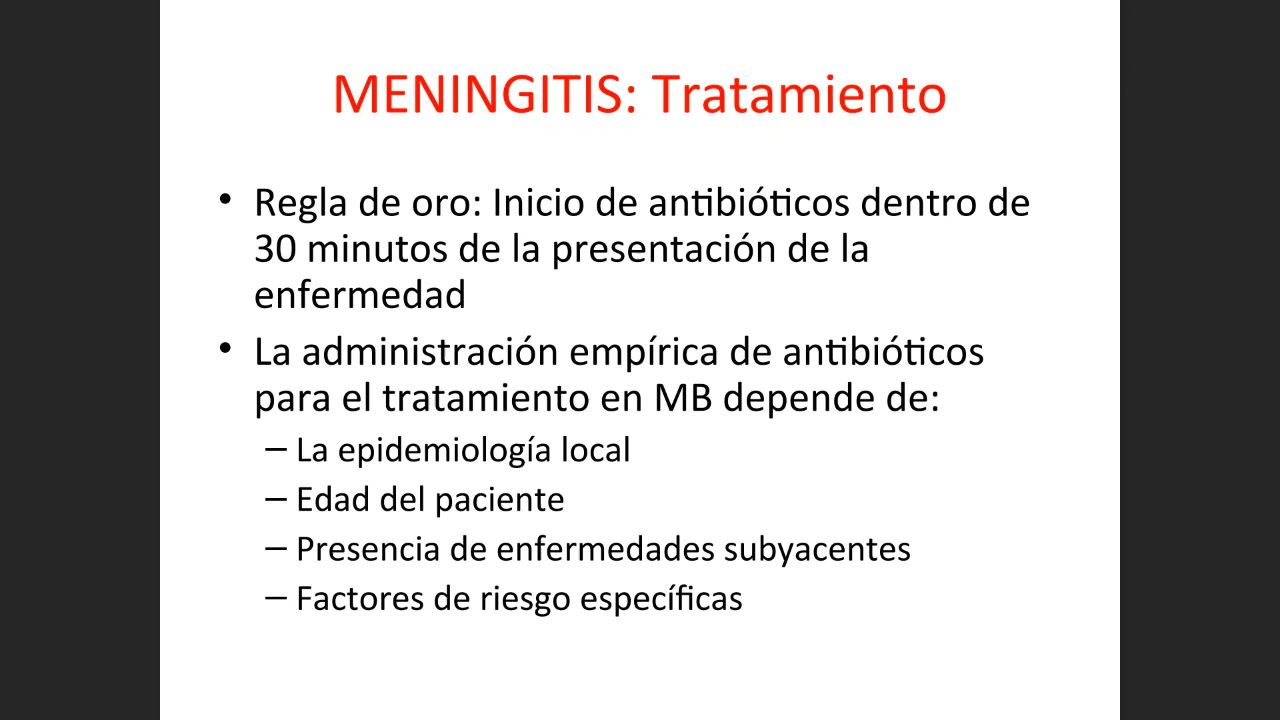 MENINGITIS: Tratamiento
• Regla de oro: Inicio de antibióticos dentro de
30 minutos de la presentación de la
enfermedad
• La administración empírica de antibióticos
para el tratamiento en MB depende de:
– La epidemiología local
– Edad del paciente
– Presencia de enfermedades subyacentes
– Factores de riesgo específicas